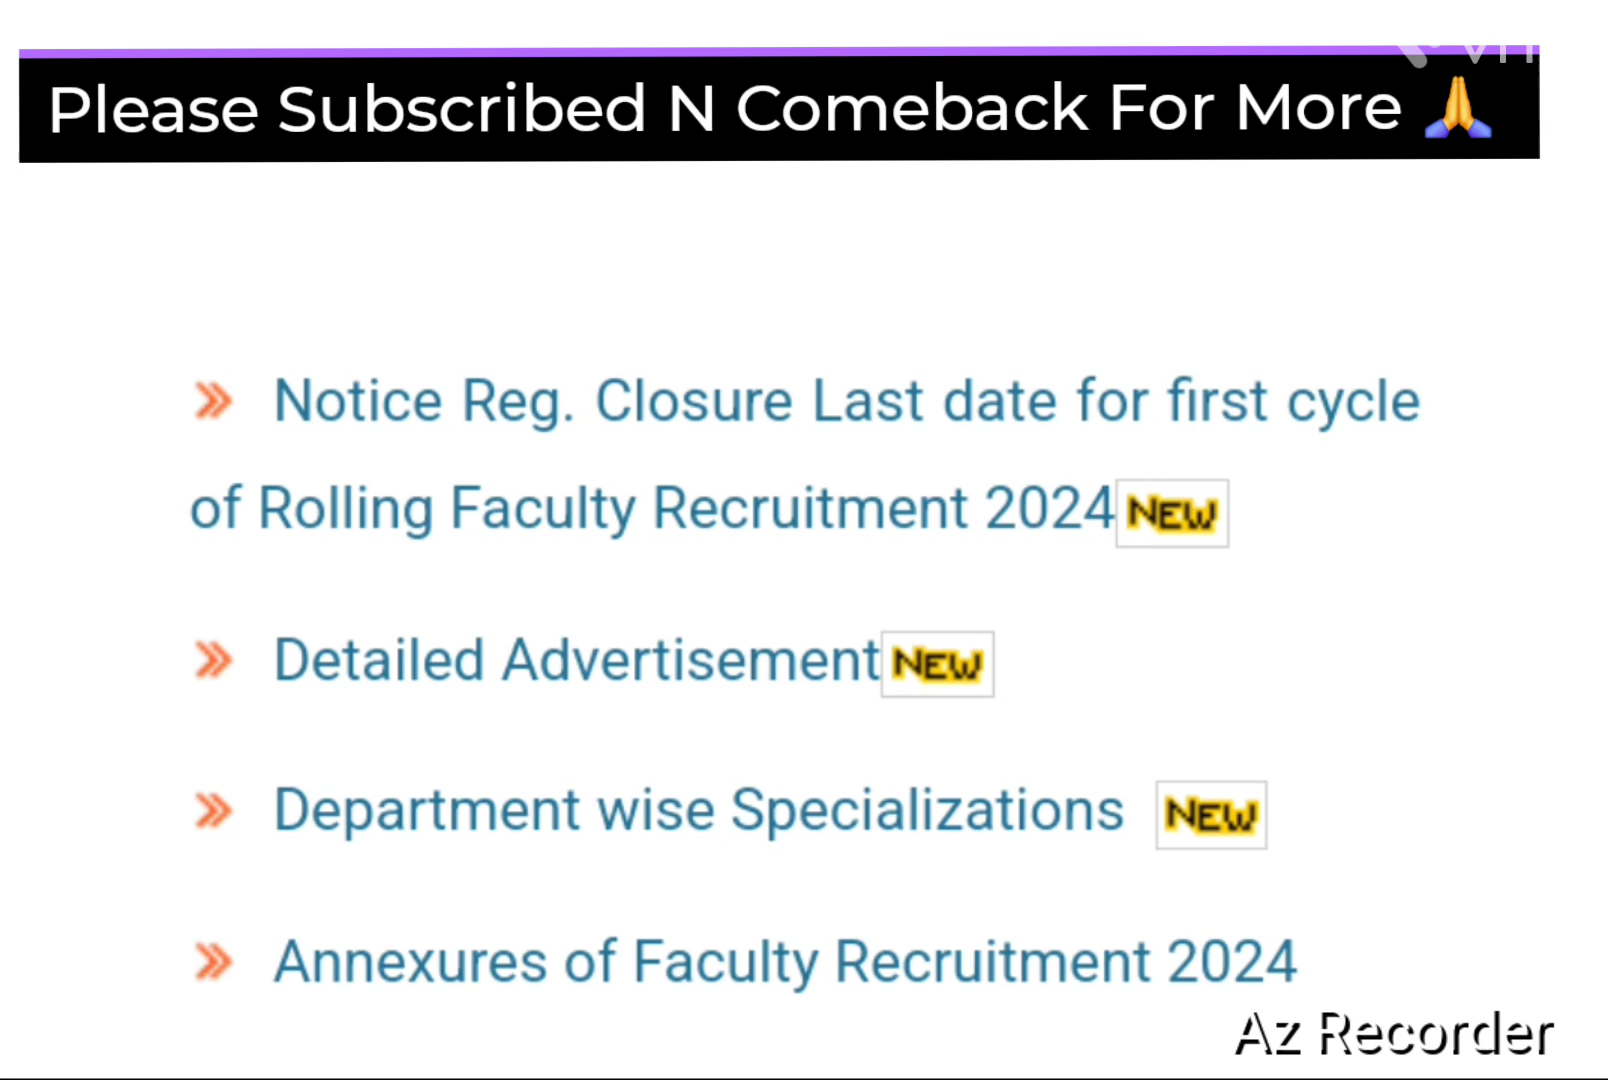 Please Subscribed N Comeback For More 🙏
» Notice Reg. Closure Last date for first cycle
of Rolling Faculty Recruitment 2024 NEW
» Detailed Advertisement NEW
» Department wise Specializations NEW
» Annexures of Faculty Recruitment 2024
Az Recorder